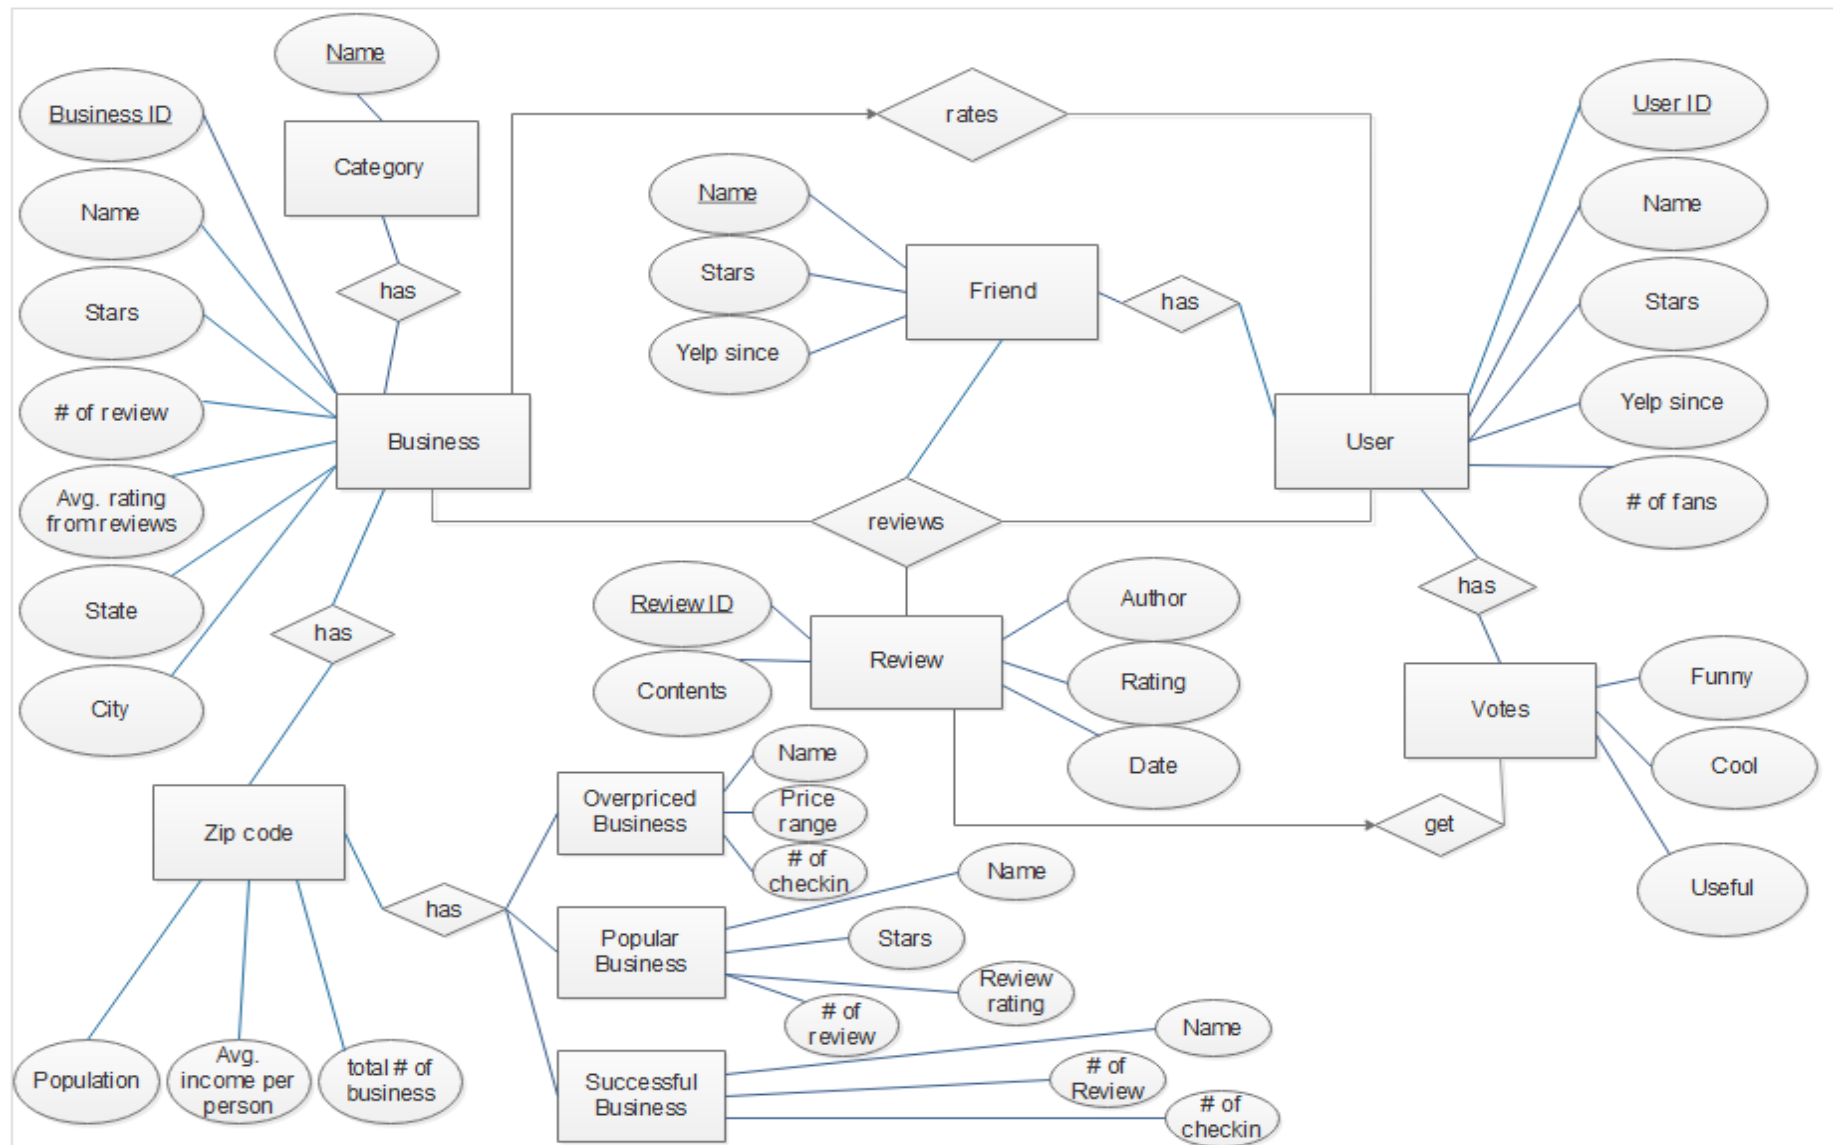 Name
Business ID
Category
Name
has
Stars
# of review
Business
Avg. rating
from reviews
State
has
City
rates
Name
Stars
Friend
has
Yelp since
User ID
Name
Stars
Yelp since
User
# of fans
reviews
has
Review ID
Author
Review
Contents
Rating
Date
Funny
Votes
Cool
get
Useful
Zip code
Overpriced
Business
Name
Price
range
# of
checkin
has
Name
Popular
Business
Stars
Review
rating
# of
review
Successful
Business
Name
# of
Review
# of
checkin
Population
Avg.
income per
person
total # of
business